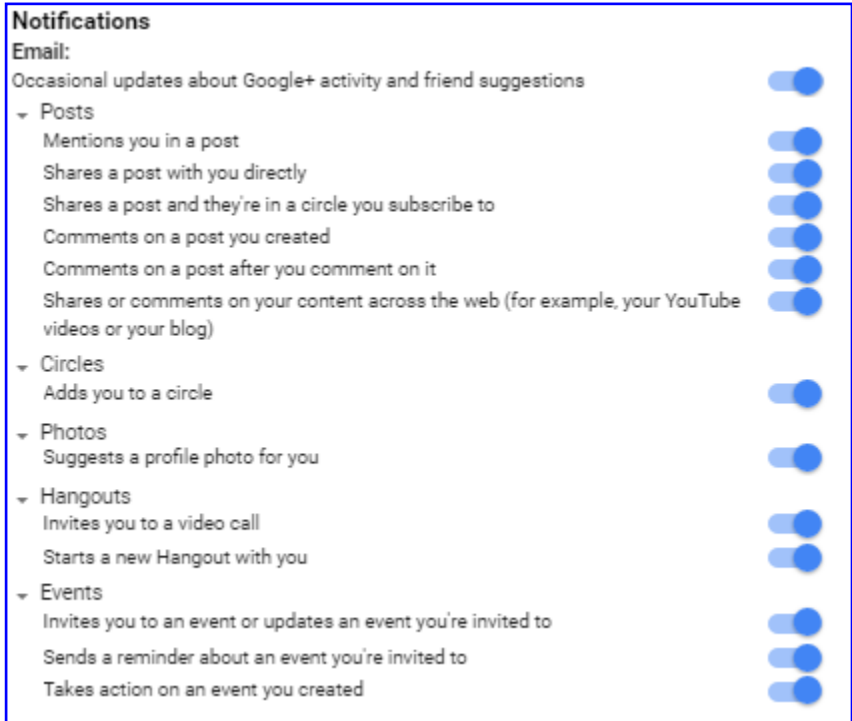 Notifications
Email:
Occasional updates about Google+ activity and friend suggestions
Posts
Mentions you in a post
Shares a post with you directly
Shares a post and they're in a circle you subscribe to
Comments on a post you created
Comments on a post after you comment on it
Shares or comments on your content across the web (for example, your YouTube
videos or your blog)
Circles
Adds you to a circle
Photos
Suggests a profile photo for you
Hangouts
Invites you to a video call
Starts a new Hangout with you
Events
Invites you to an event or updates an event you're invited to
Sends a reminder about an event you're invited to
Takes action on an event you created